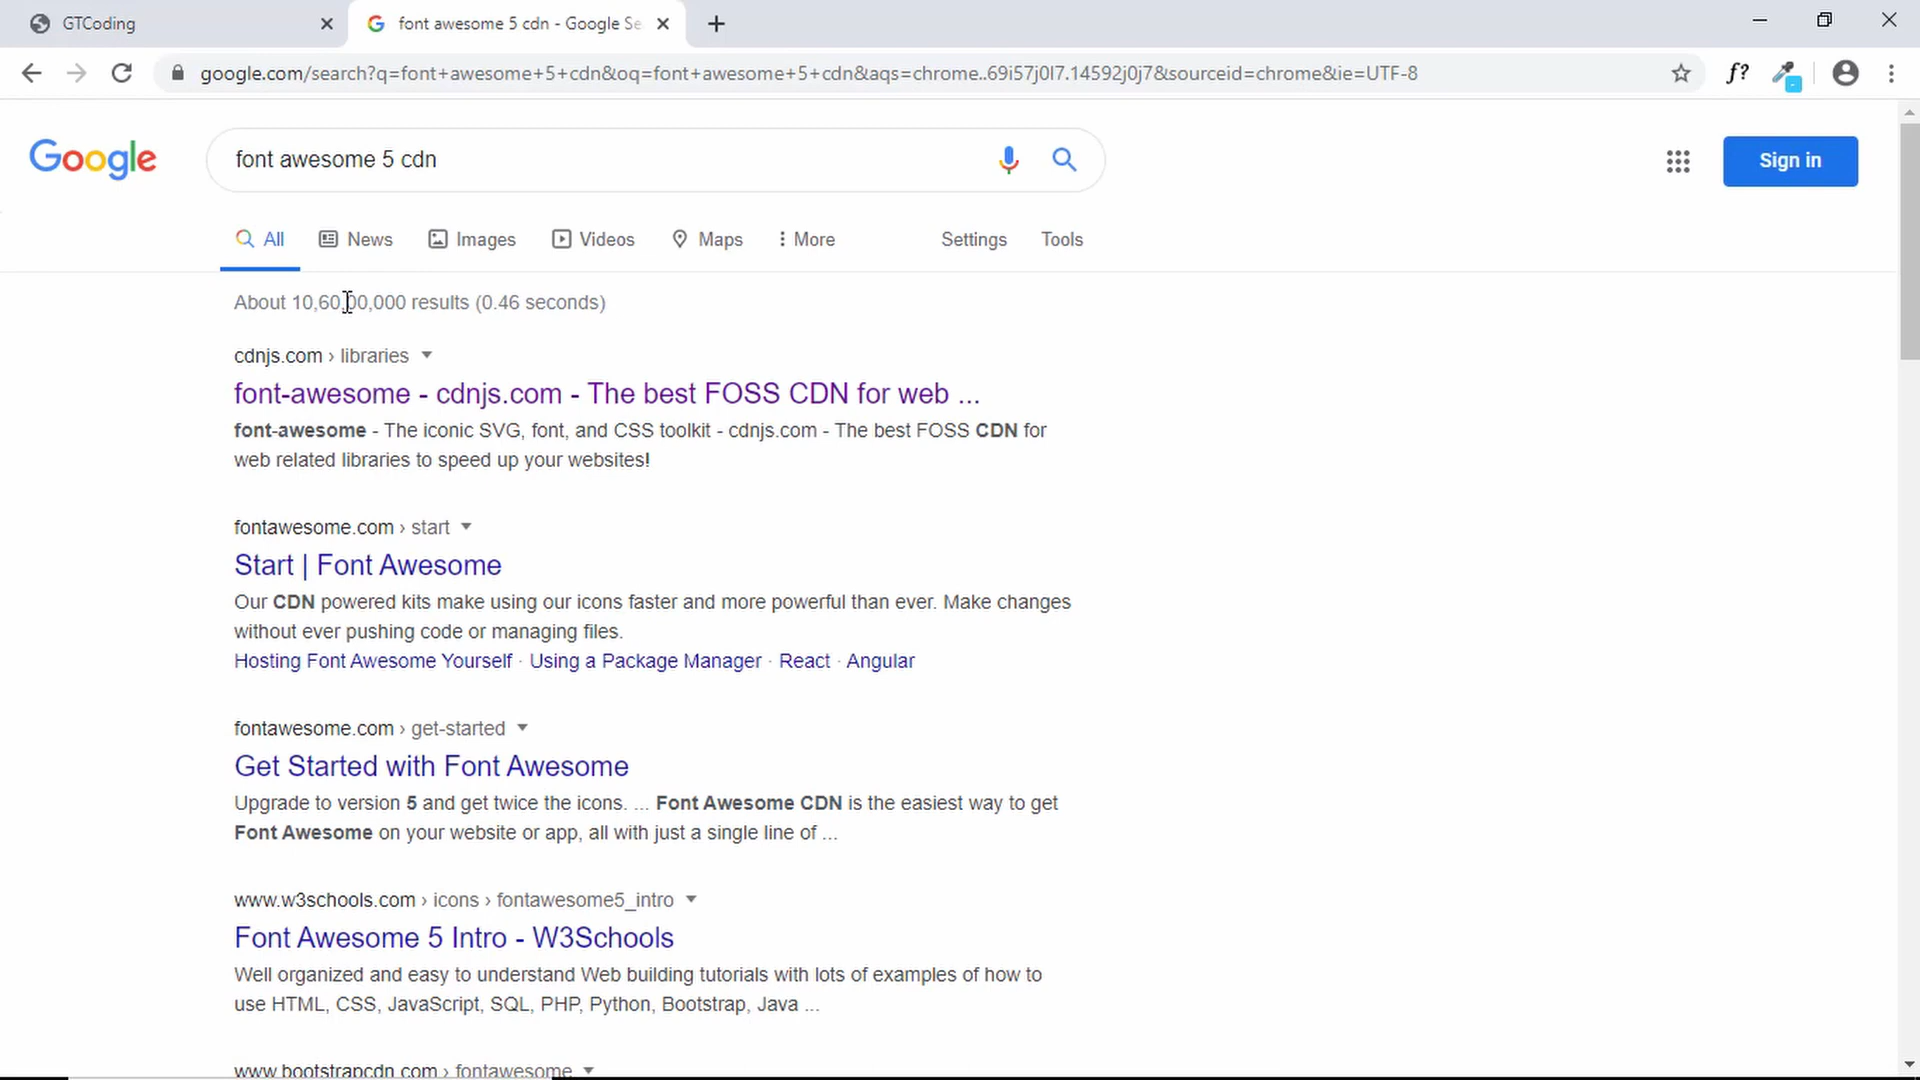 GTCoding
font awesome 5 cdn - Google Se
google.com/search?q=font+awesome+5+cdn&oq=font+awesome+5+cdn&aqs=chrome..69i57j0l7.14592j0j7&sourceid=chrome&ie=UTF-8
f?
Google
font awesome 5 cdn
Sign in
All
News
Images
Videos
Maps
More
Settings
Tools
About 10,60,00,000 results (0.46 seconds)
cdnjs.com › libraries
font-awesome - cdnjs.com - The best FOSS CDN for web ...
font-awesome - The iconic SVG, font, and CSS toolkit - cdnjs.com - The best FOSS CDN for
web related libraries to speed up your websites!
fontawesome.com › start
Start | Font Awesome
Our CDN powered kits make using our icons faster and more powerful than ever. Make changes
without ever pushing code or managing files.
Hosting Font Awesome Yourself · Using a Package Manager · React · Angular
fontawesome.com › get-started
Get Started with Font Awesome
Upgrade to version 5 and get twice the icons. ... Font Awesome CDN is the easiest way to get
Font Awesome on your website or app, all with just a single line of ...
www.w3schools.com › icons › fontawesome5_intro
Font Awesome 5 Intro - W3Schools
Well organized and easy to understand Web building tutorials with lots of examples of how to
use HTML, CSS, JavaScript, SQL, PHP, Python, Bootstrap, Java ...
www.bootstrapcdn.com › fontawesome